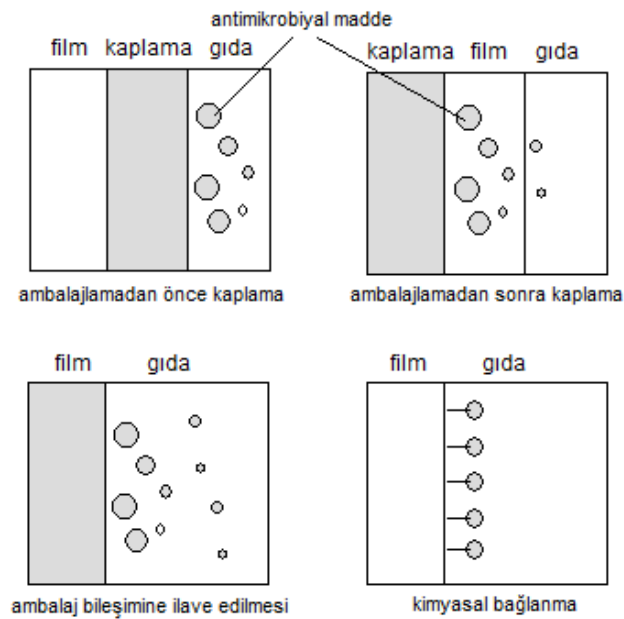 antimikrobiyal madde
film kaplama gıda
kaplama film gıda
ambalajlamadan önce kaplama
ambalajlamadan sonra kaplama
film gıda
film gıda
ambalaj bileşimine ilave edilmesi
kimyasal bağlanma